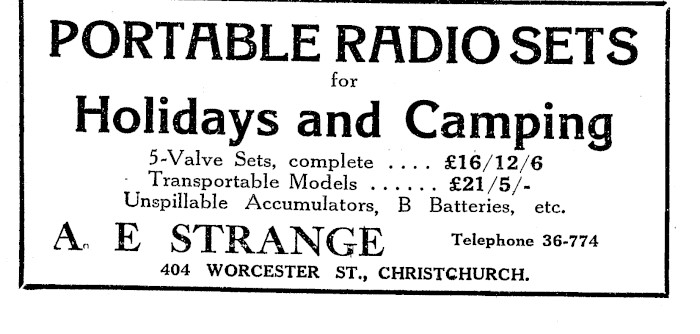 PORTABLE RADIO SETS
for
Holidays and Camping
5-Valve Sets, complete .... £16/12/6
Transportable Models ...... £21/5/-
Unspillable Accumulators, B Batteries, etc.
A. E STRANGE Telephone 36-774
404 WORCESTER ST., CHRISTCHURCH.